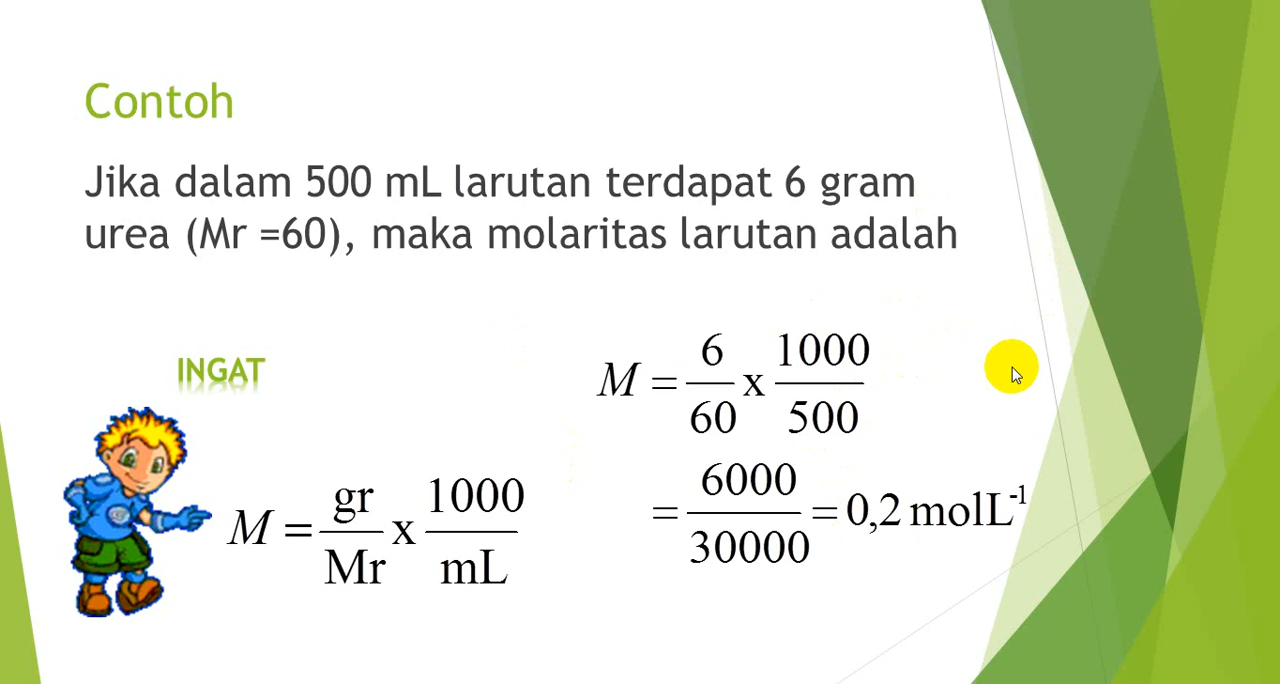 Contoh
Jika dalam 500 mL larutan terdapat 6 gram
urea (Mr =60), maka molaritas larutan adalah
INGAT
M = gr/Mr x 1000/mL
M = 6/60 x 1000/500
= 6000/30000 = 0,2 molL⁻¹